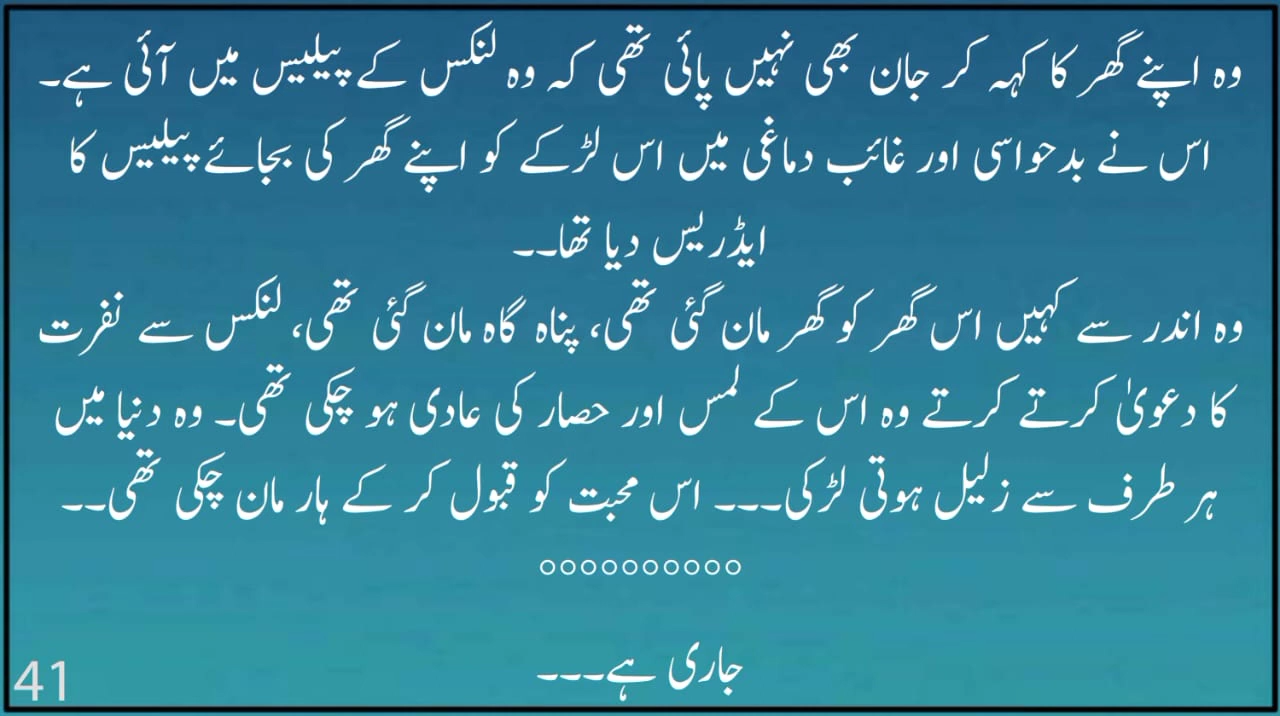 وہ اپنے گھر کا کہہ کر جان بھی نہیں پائی تھی کہ وہ لنکس کے پیلیس میں آئی ہے۔
اس نے بدحواسی اور غائب دماغی میں اس لڑکے کو اپنے گھر کی بجائے پیلیس کا
ایڈریس دیا تھا۔۔
وہ اندر سے کہیں اس گھر کو گھر مان گئی تھی، پناہ گاہ مان گئی تھی، لنکس سے نفرت
کا دعویٰ کرتے کرتے وہ اس کے لمس اور حصار کی عادی ہو چکی تھی۔ وہ دنیا میں
ہر طرف سے زلیل ہوتی لڑکی۔۔۔ اس محبت کو قبول کر کے ہار مان چکی تھی۔۔
○○○○○○○○○○
جاری ہے۔۔۔
41